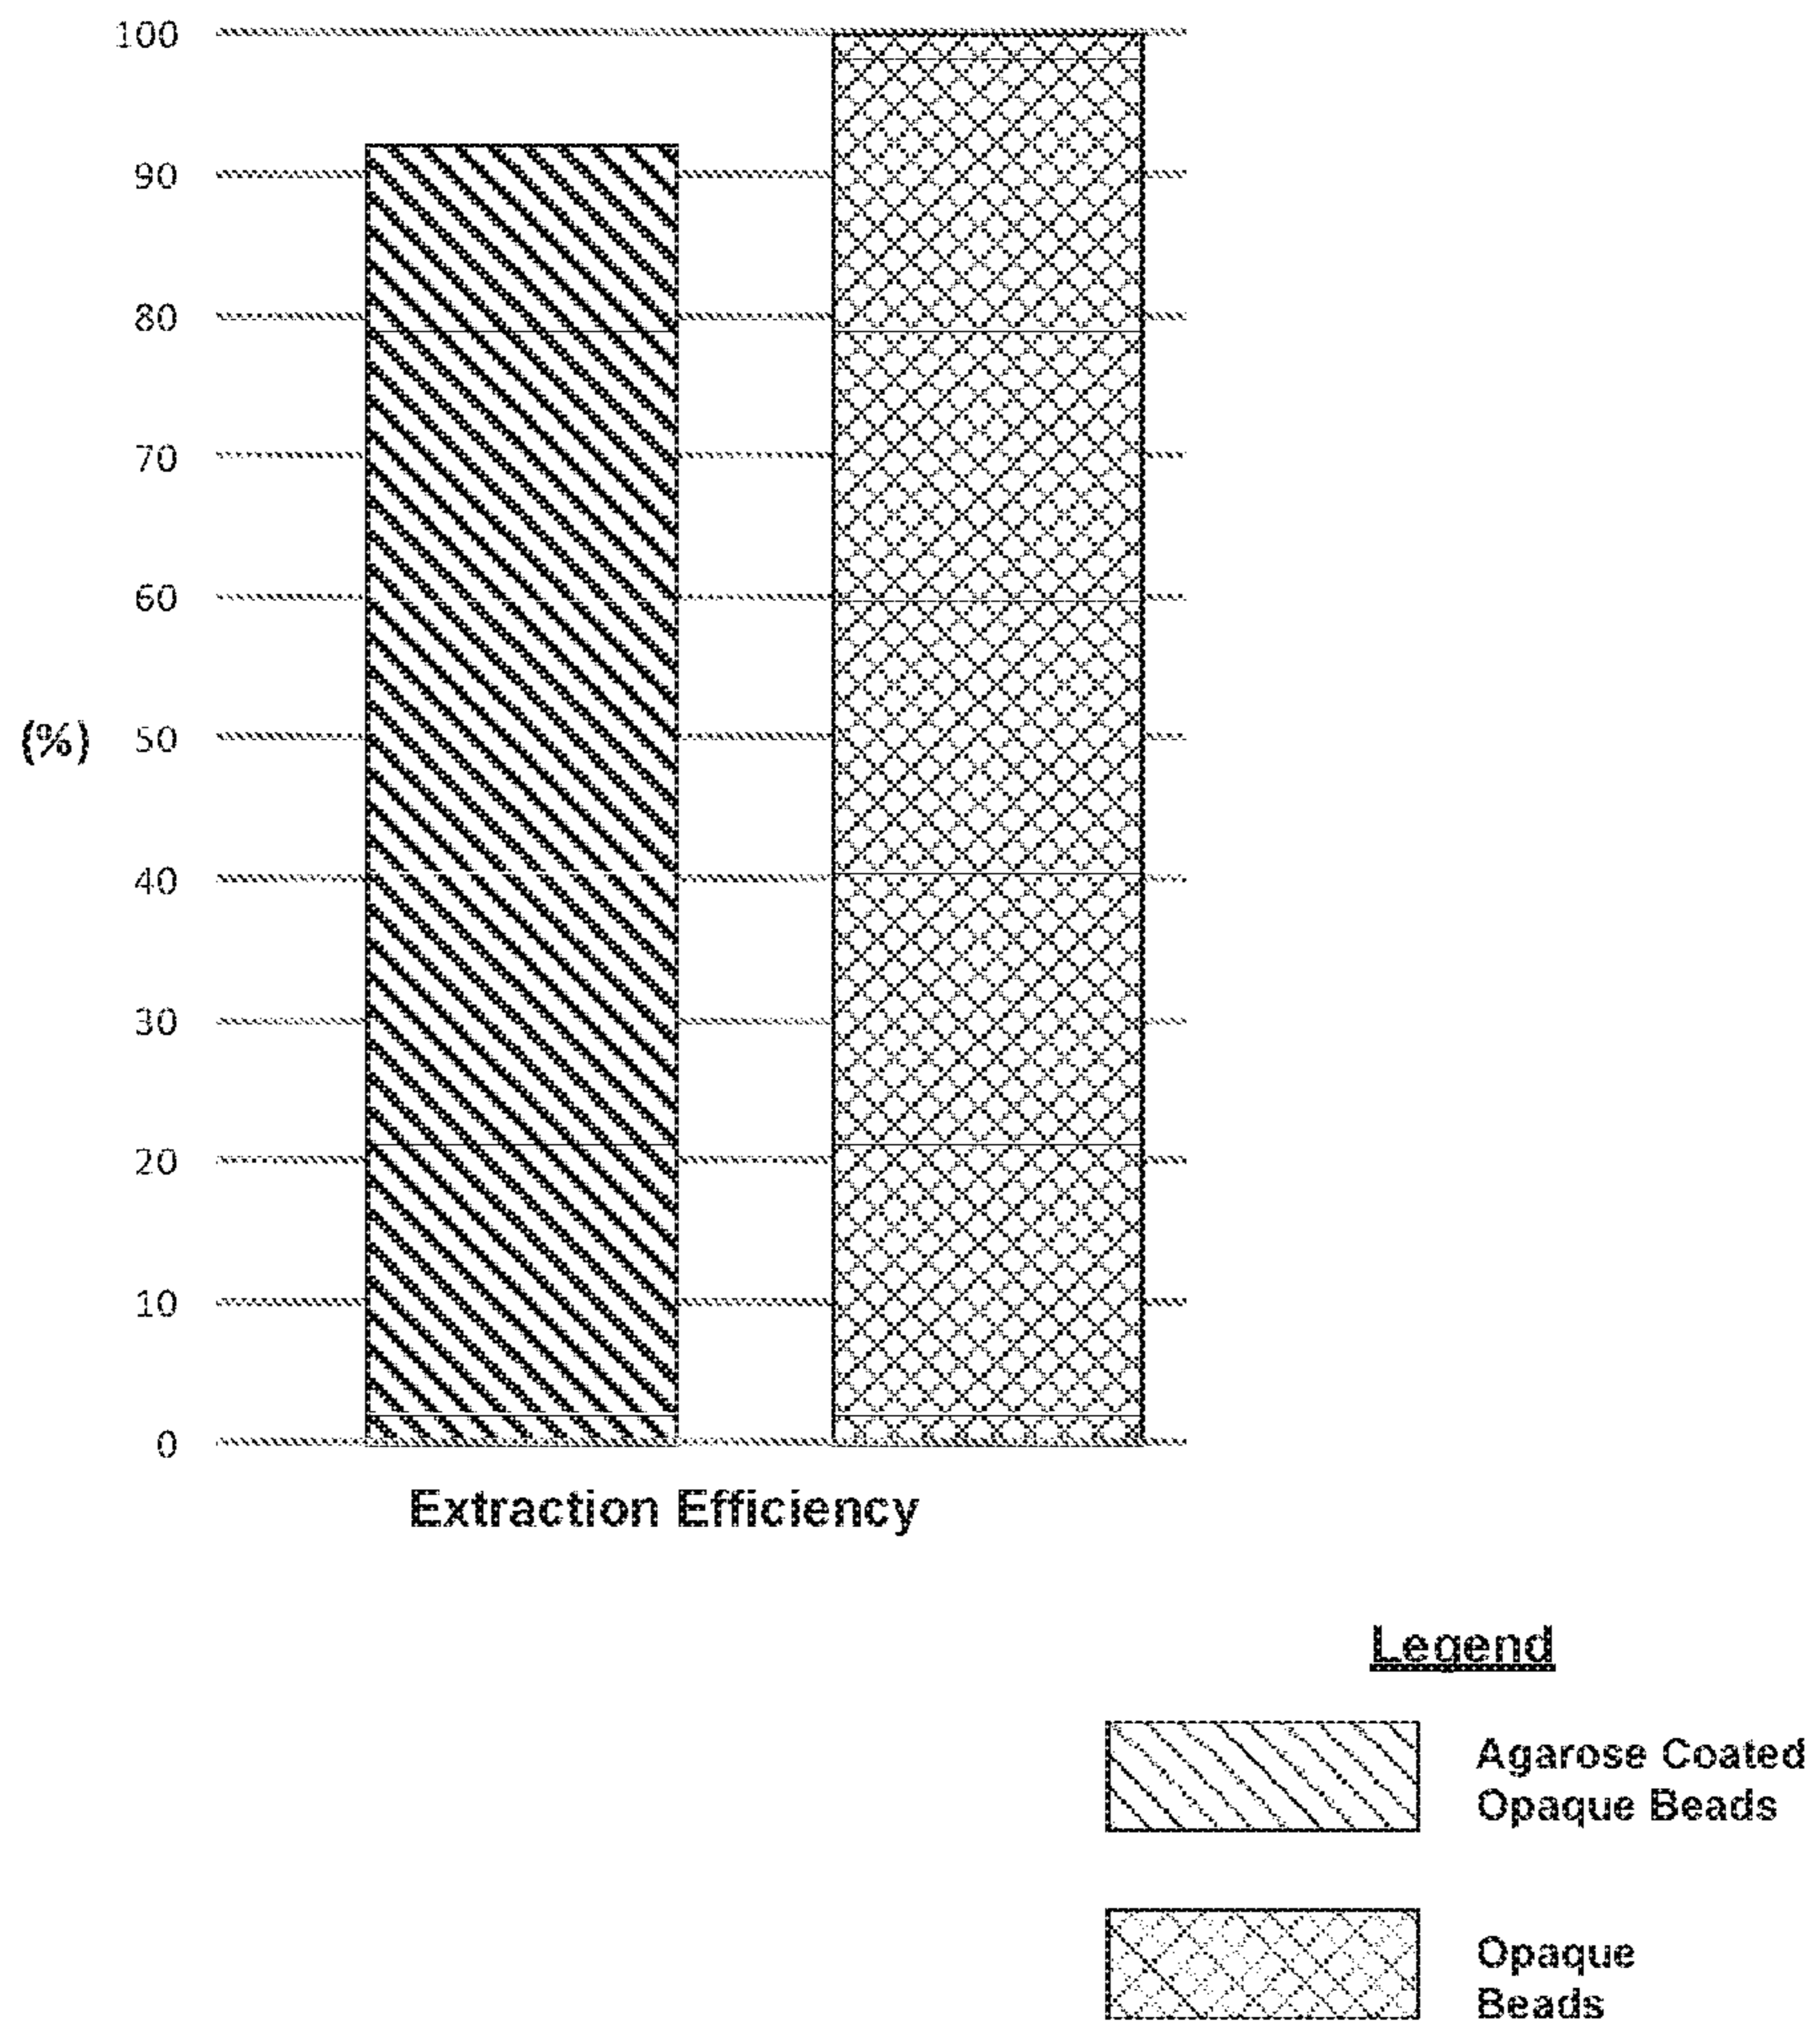 100
90
80
70
60
(%) 50
40
30
20
10
0
Extraction Efficiency
Legend
Agarose Coated
Opaque Beads
Opaque
Beads